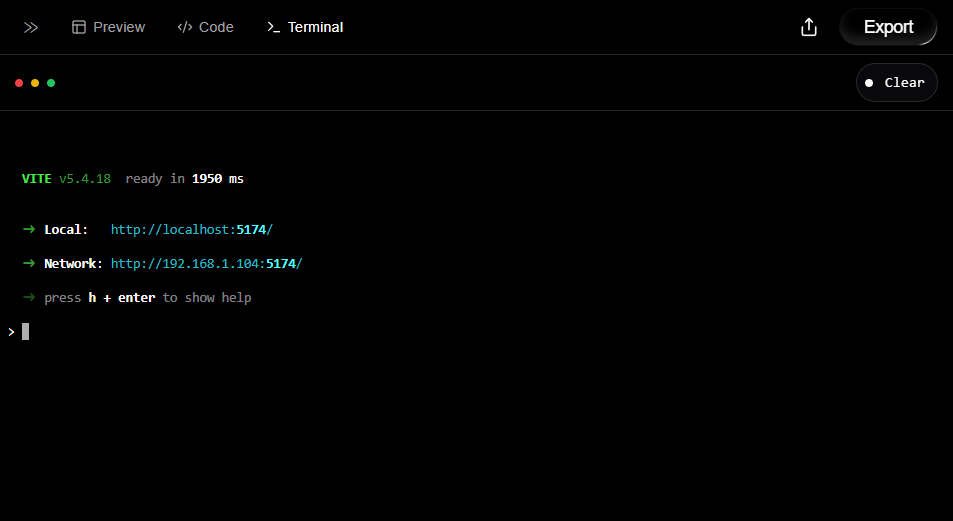 Preview
Code
Terminal
Export
Clear
VITE v5.4.18 ready in 1950 ms
➜ Local: http://localhost:5174/
➜ Network: http://192.168.1.104:5174/
➜ press h + enter to show help
>